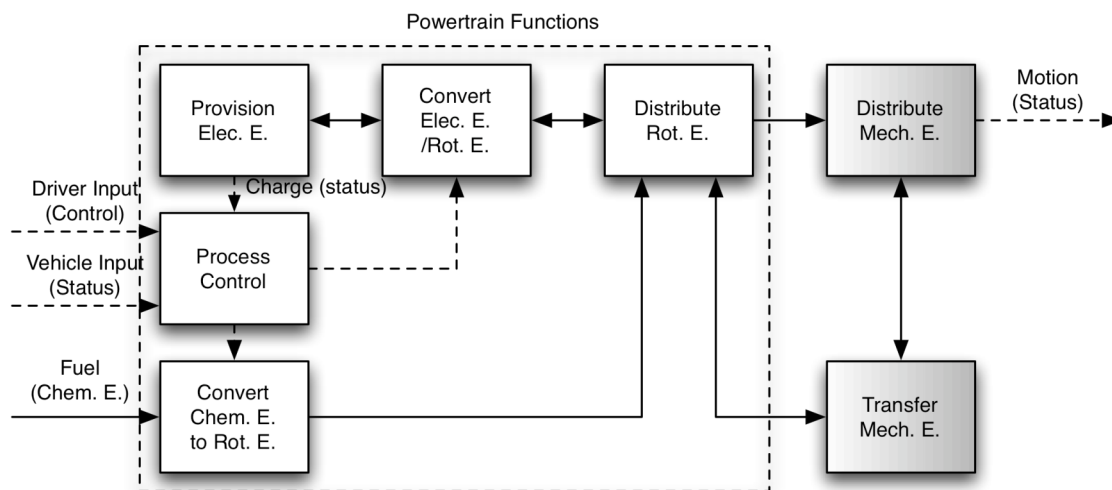 Powertrain Functions
Provision
Elec. E.
Convert
Elec. E.
/Rot. E.
Distribute
Rot. E.
Distribute
Mech. E.
Motion
(Status)
Charge (status)
Driver Input
(Control)
Vehicle Input
(Status)
Process
Control
Fuel
(Chem. E.)
Convert
Chem. E.
to Rot. E.
Transfer
Mech. E.